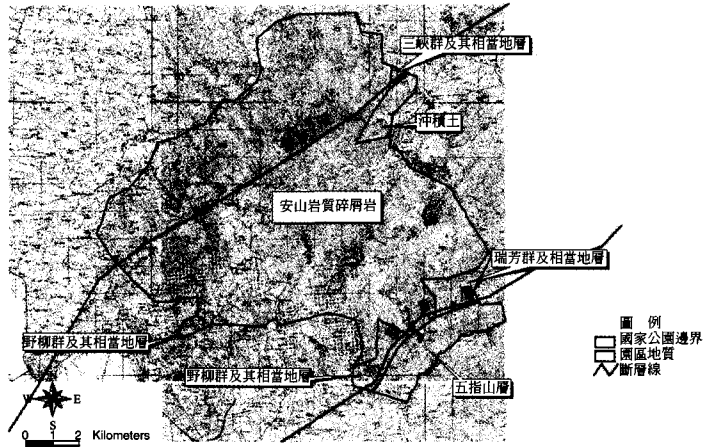 三峽群及其相當地層
沖積土
安山岩質碎屑岩
瑞芳群及相當地層
野柳群及其相當地層
野柳群及其相當地層
五指山層
圖 例
國家公園邊界
園區地質
斷層線
W E
S
0 1 2 Kilometers